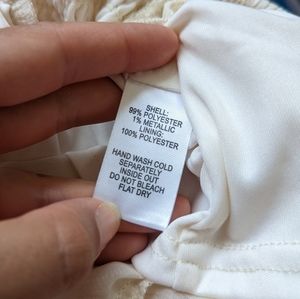 SHELL:
99% POLYESTER
1% METALLIC
LINING:
100% POLYESTER
HAND WASH COLD
SEPARATELY
INSIDE OUT
DO NOT BLEACH
FLAT DRY